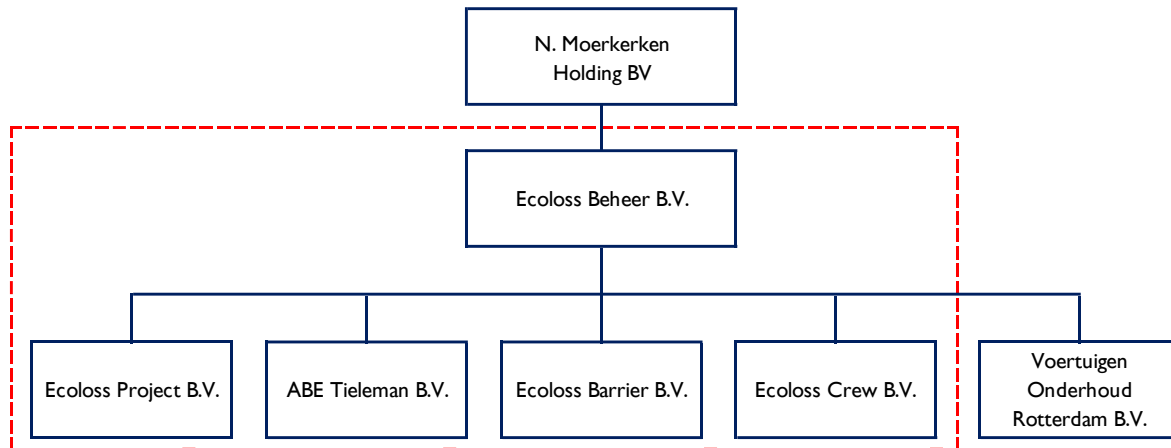 N. Moerkerken
Holding BV
Ecoloss Beheer B.V.
Ecoloss Project B.V.
ABE Tieleman B.V.
Ecoloss Barrier B.V.
Ecoloss Crew B.V.
Voertuigen
Onderhoud
Rotterdam B.V.